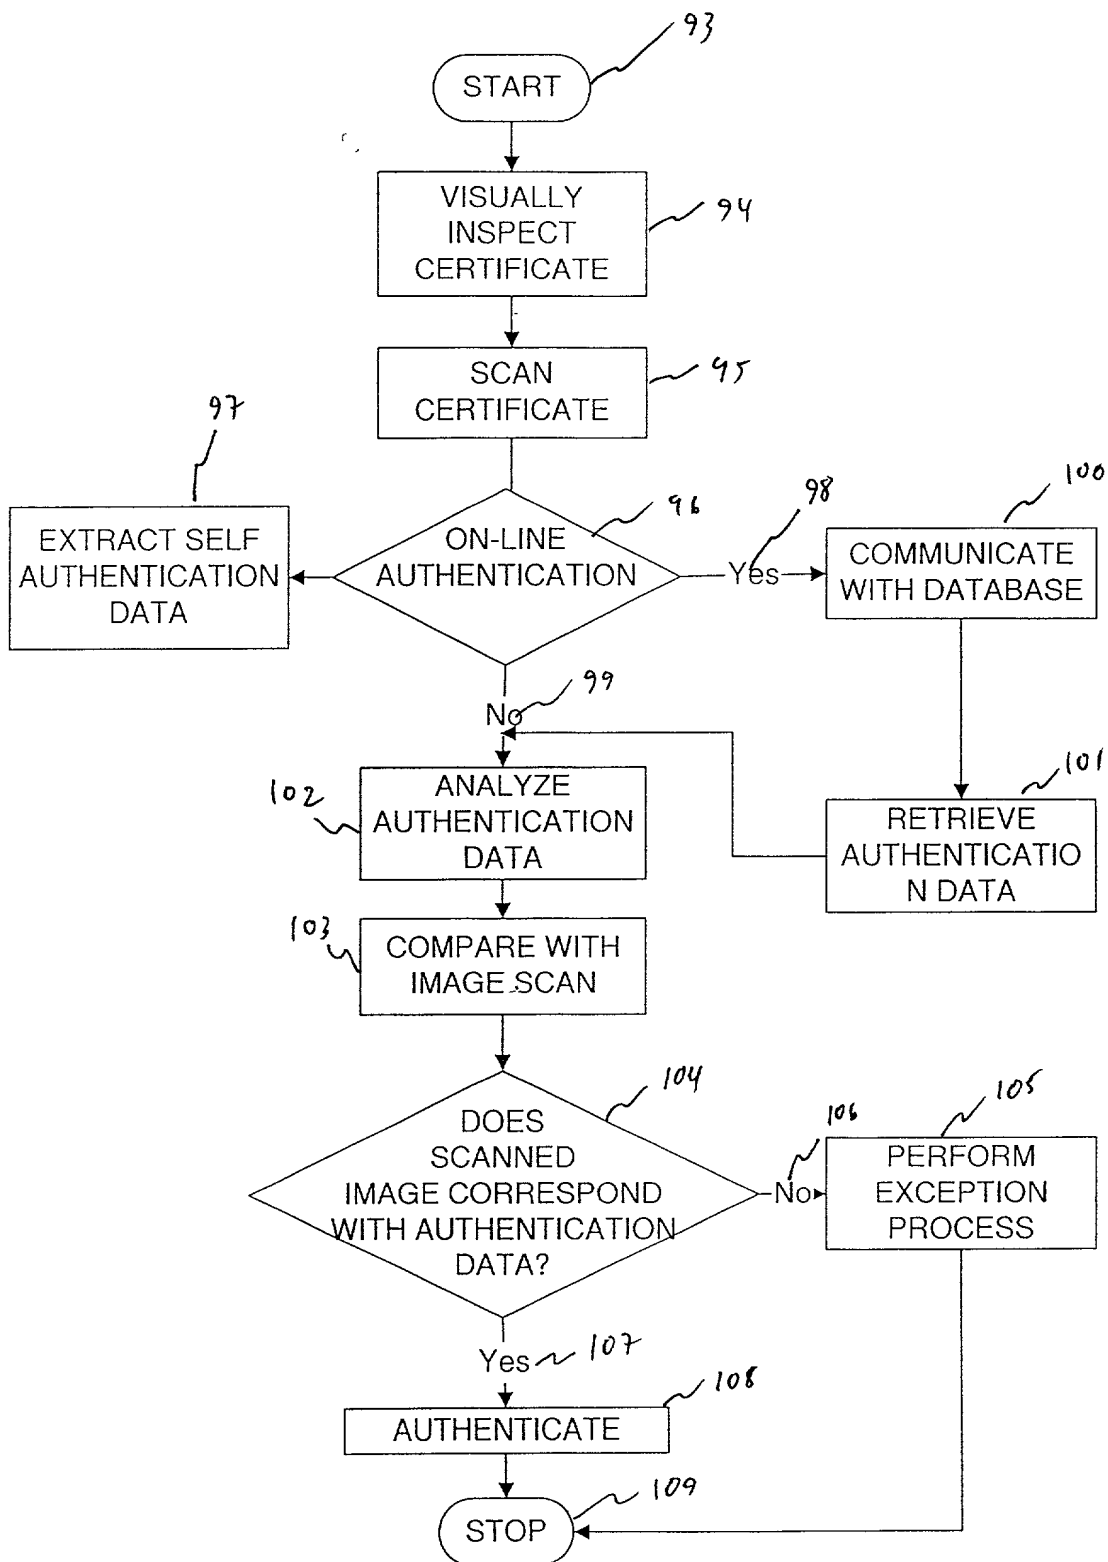 93
START
VISUALLY
INSPECT
CERTIFICATE
94
SCAN
CERTIFICATE
95
97
EXTRACT SELF
AUTHENTICATION
DATA
ON-LINE
AUTHENTICATION
96
Yes
98
100
COMMUNICATE
WITH DATABASE
No
99
101
RETRIEVE
AUTHENTICATIO
N DATA
102
ANALYZE
AUTHENTICATION
DATA
103
COMPARE WITH
IMAGE SCAN
104
DOES
SCANNED
IMAGE CORRESPOND
WITH AUTHENTICATION
DATA?
106
No
105
PERFORM
EXCEPTION
PROCESS
Yes
107
108
AUTHENTICATE
109
STOP